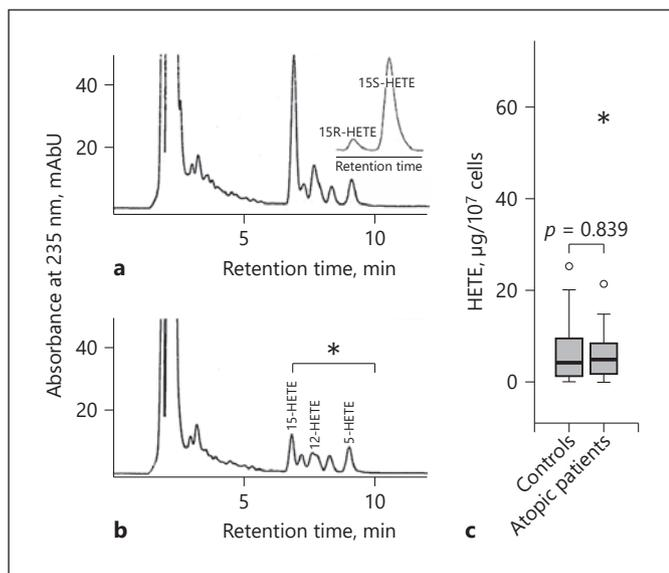 Absorbance at 235 nm, mAbU
40
20
15S-HETE
15R-HETE
Retention time
5
10
a
Retention time, min
40
20
*
15-HETE
12-HETE
5-HETE
5
10
b
Retention time, min
HETE, µg/10⁷ cells
60
40
20
0
*
p = 0.839
Controls
Atopic patients
c